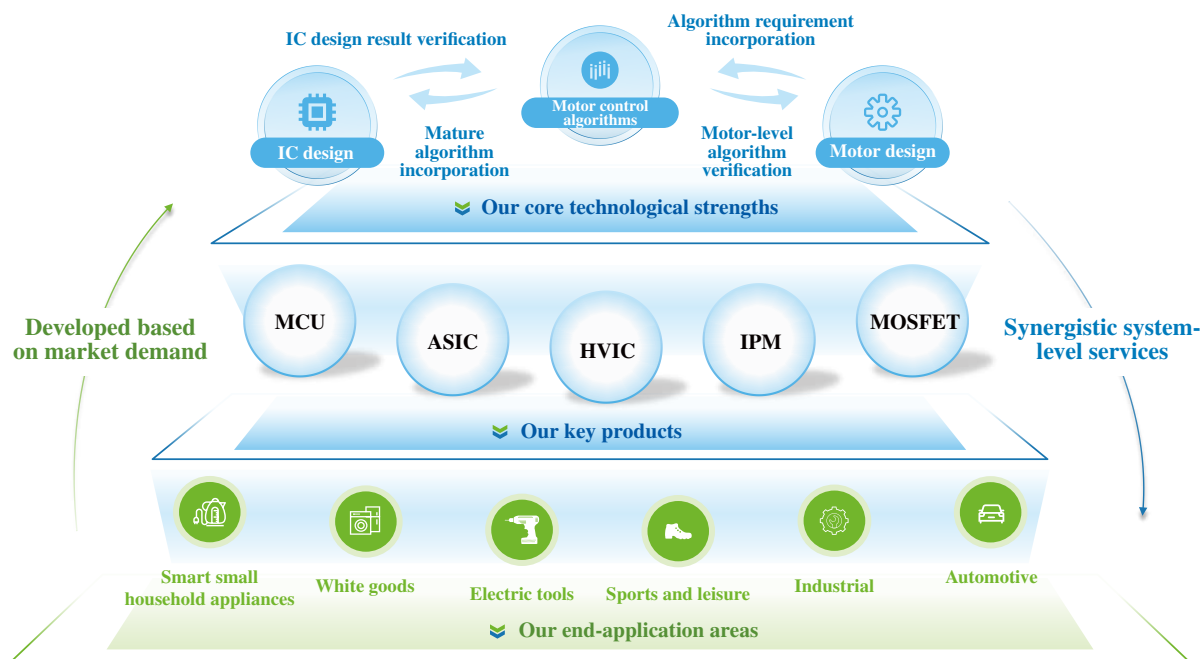 IC design result verification
Algorithm requirement
incorporation
Motor control
algorithms
IC design
Motor design
Mature
algorithm
incorporation
Motor-level
algorithm
verification
Our core technological strengths
Developed based
on market demand
MCU
ASIC
HVIC
IPM
MOSFET
Synergistic system-
level services
Our key products
Smart small
household appliances
White goods
Electric tools
Sports and leisure
Industrial
Automotive
Our end-application areas